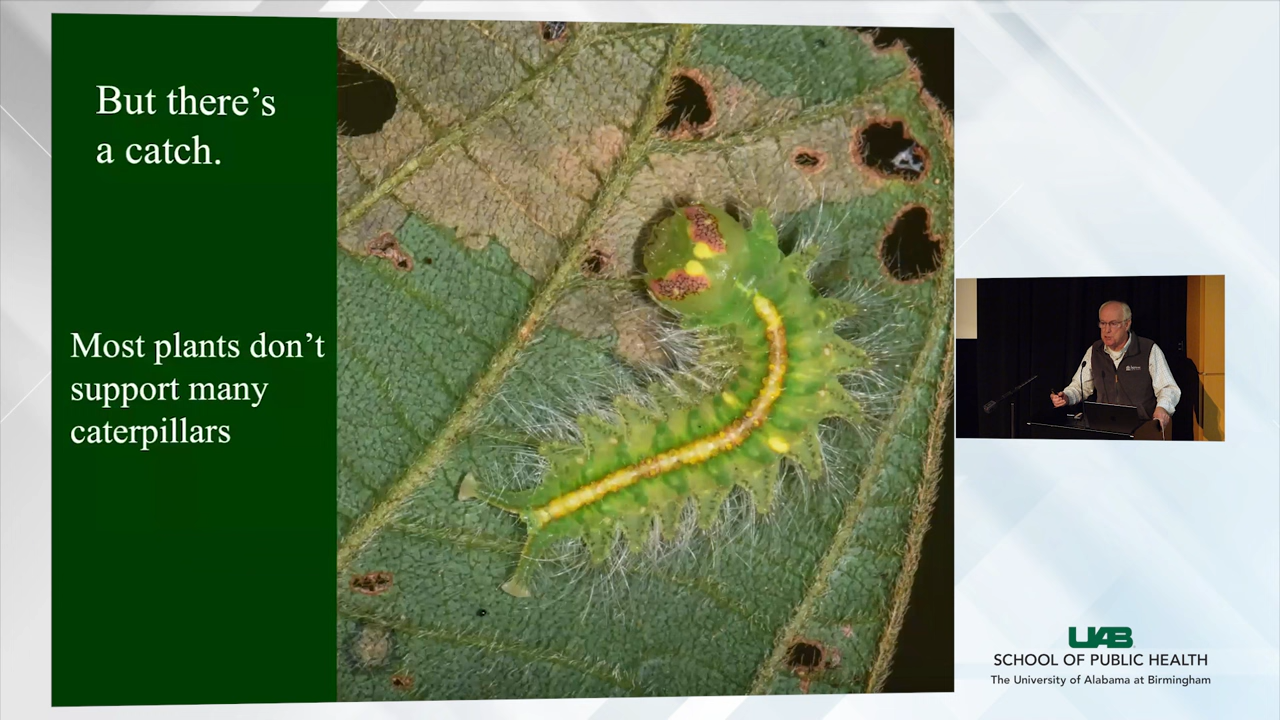 But there's
a catch.
Most plants don't
support many
caterpillars
UAB
SCHOOL OF PUBLIC HEALTH
The University of Alabama at Birmingham